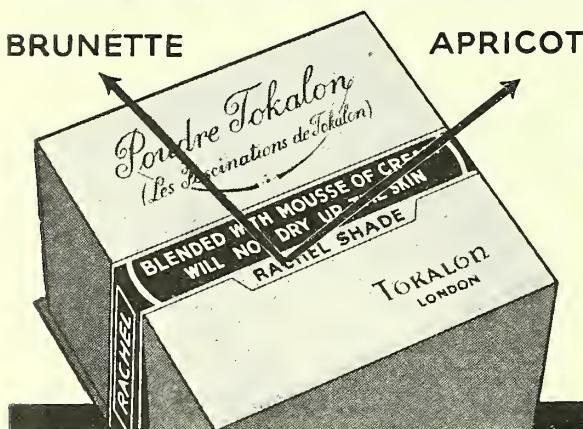 BRUNETTE
APRICOT
Poudre Tokalon
(Les Fascinations de Tokalon)
BLENDED WITH MOUSSE OF CREAM
WILL NOT DRY UP THE SKIN
RACHEL SHADE
TOKALON
LONDON
RACHEL